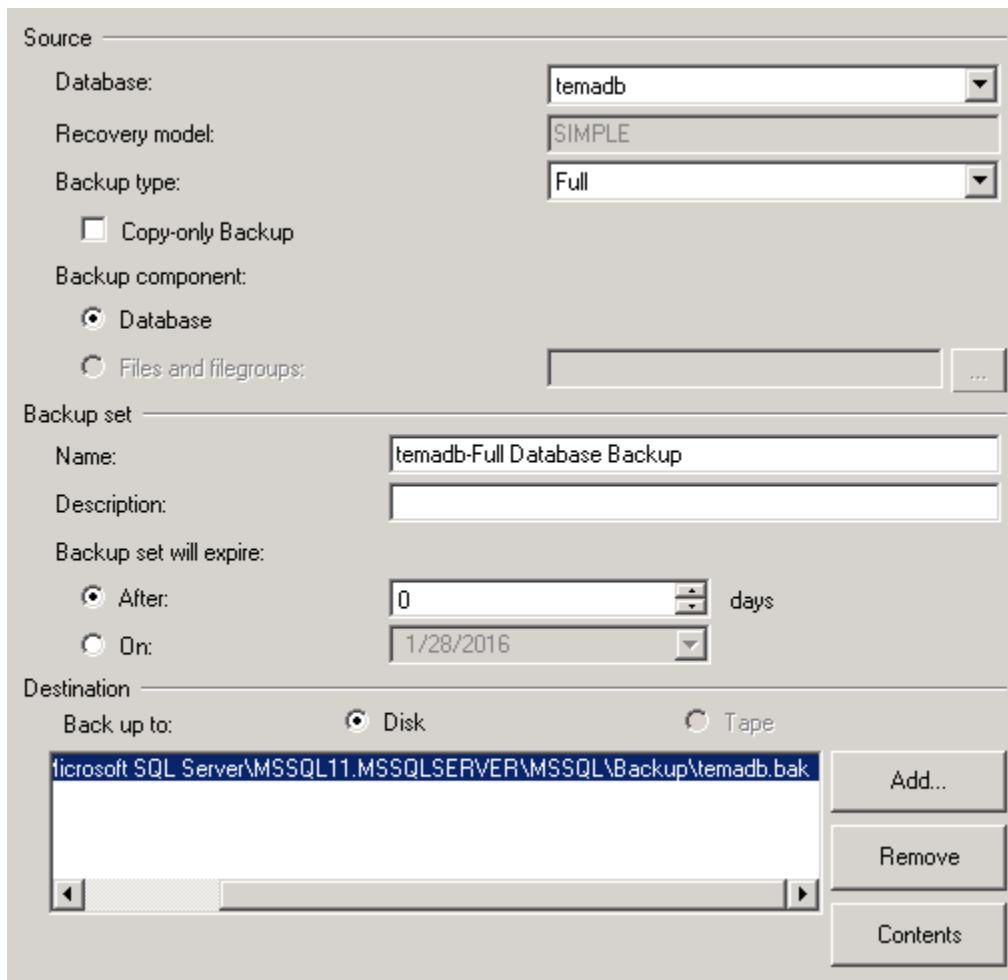 Source
Database: temadb
Recovery model: SIMPLE
Backup type: Full
Copy-only Backup
Backup component:
Database
Files and filegroups: ...
Backup set
Name: temadb-Full Database Backup
Description:
Backup set will expire:
After: 0 days
On: 1/28/2016
Destination
Back up to: Disk Tape
icrosoft SQL Server\MSSQL11.MSSQLSERVER\MSSQL\Backup\temadb.bak
Add...
Remove
Contents